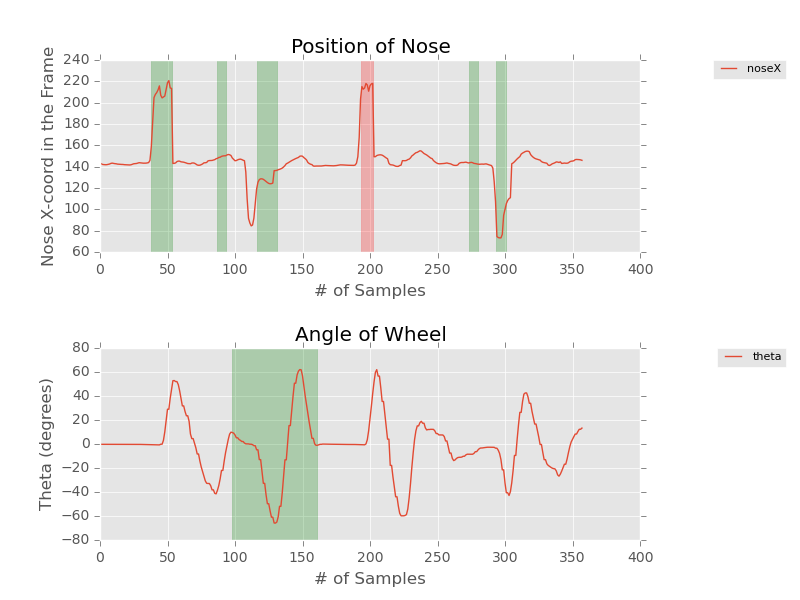 Position of Nose
240
220
200
180
160
140
120
100
80
60
Nose X-coord in the Frame
0 50 100 150 200 250 300 350 400
# of Samples
noseX
Angle of Wheel
80
60
40
20
0
−20
−40
−60
−80
Theta (degrees)
0 50 100 150 200 250 300 350 400
# of Samples
theta